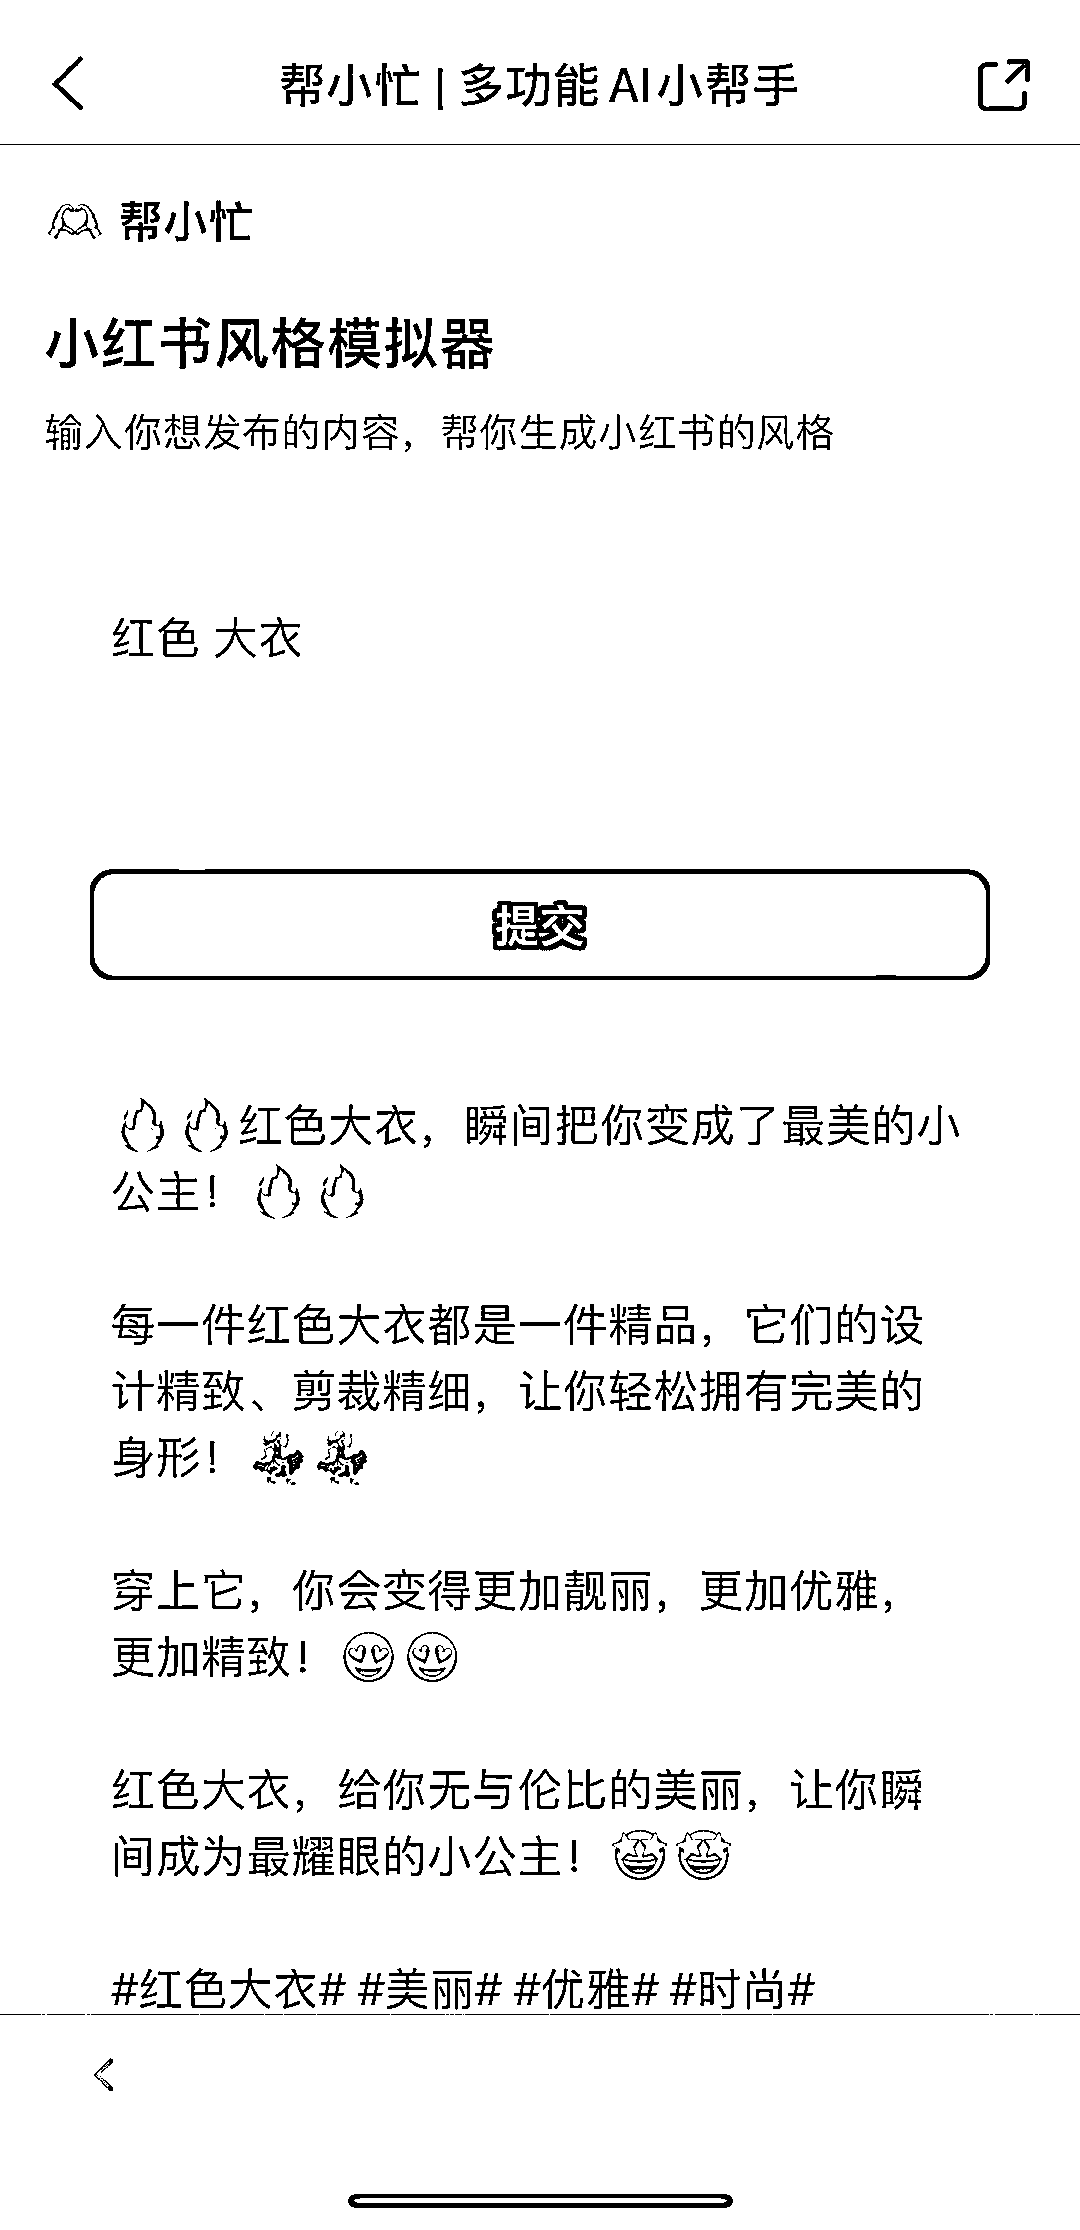 帮小忙 | 多功能AI小帮手
🫶 帮小忙
小红书风格模拟器
输入你想发布的内容，帮你生成小红书的风格
红色 大衣
提交
🔥🔥红色大衣，瞬间把你变成了最美的小
公主！🔥🔥
每一件红色大衣都是一件精品，它们的设
计精致、剪裁精细，让你轻松拥有完美的
身形！💃💃
穿上它，你会变得更加靓丽，更加优雅，
更加精致！😍😍
红色大衣，给你无与伦比的美丽，让你瞬
间成为最耀眼的小公主！🤩🤩
#红色大衣# #美丽# #优雅# #时尚#